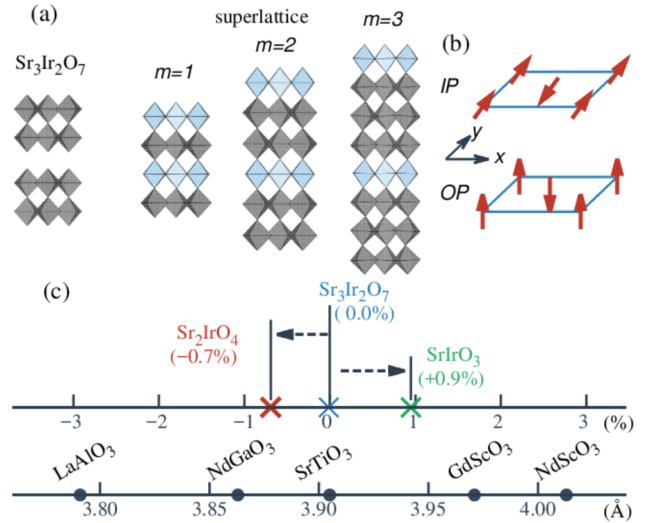 (a)
superlattice
Sr₃Ir₂O₇
m=1
m=2
m=3
(b)
IP
y
x
OP
(c)
Sr₃Ir₂O₇
( 0.0%)
Sr₂IrO₄
(−0.7%)
SrIrO₃
(+0.9%)
−3 −2 −1 0 1 2 3 (%)
LaAlO₃ NdGaO₃ SrTiO₃ GdScO₃ NdScO₃
3.80 3.85 3.90 3.95 4.00 (Å)